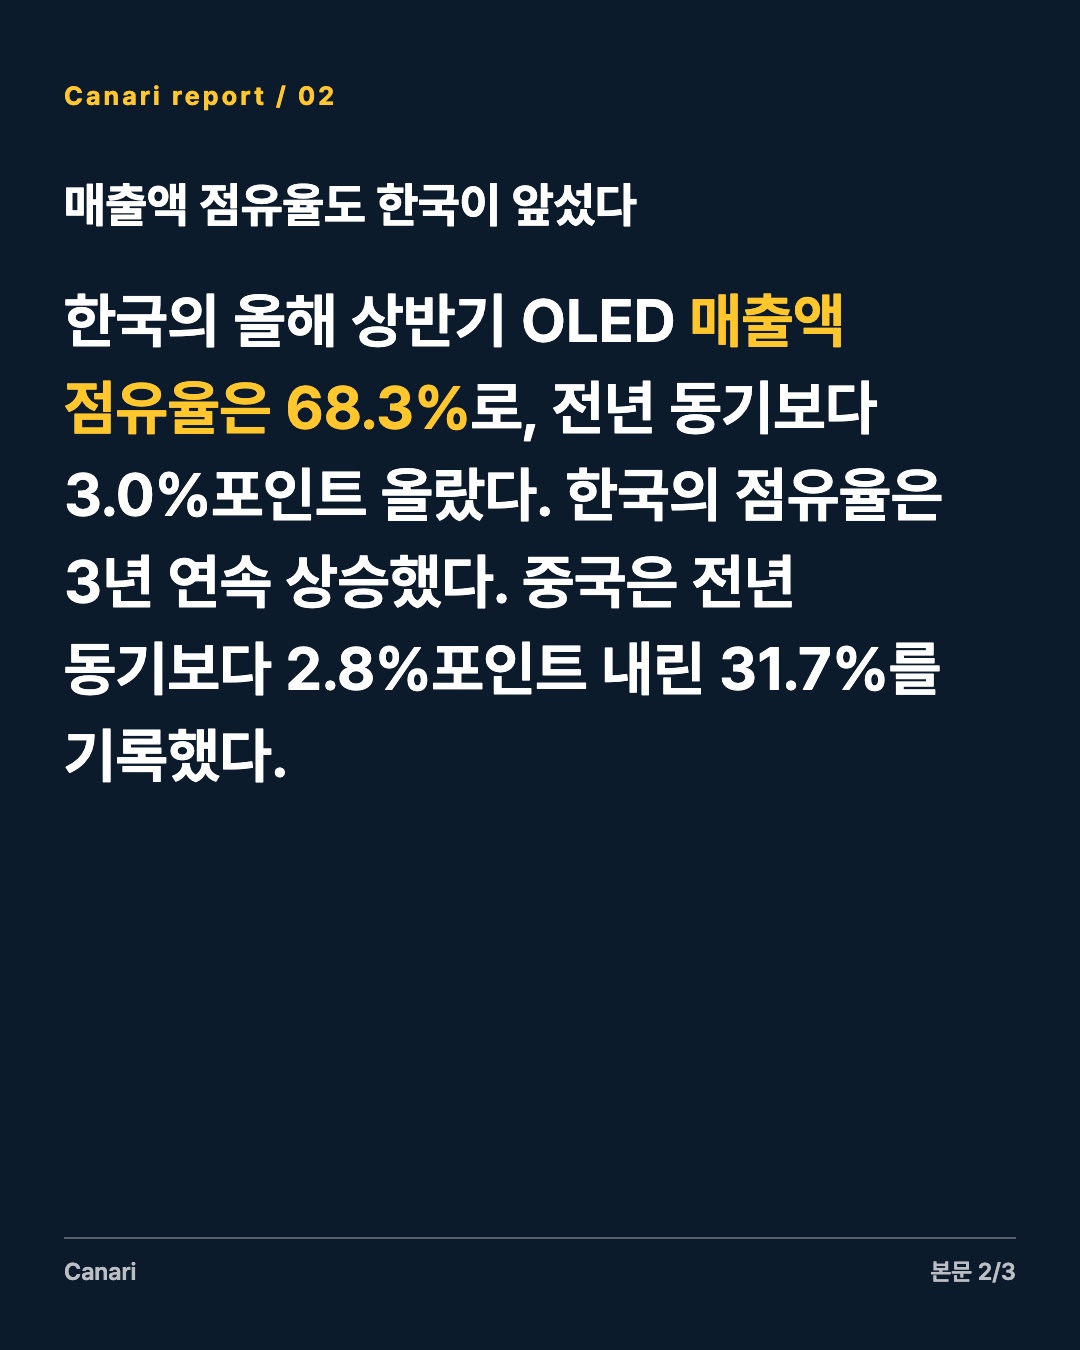 Canari report / 02
매출액 점유율도 한국이 앞섰다
한국의 올해 상반기 OLED 매출액
점유율은 68.3%로, 전년 동기보다
3.0%포인트 올랐다. 한국의 점유율은
3년 연속 상승했다. 중국은 전년
동기보다 2.8%포인트 내린 31.7%를
기록했다.
Canari
본문 2/3